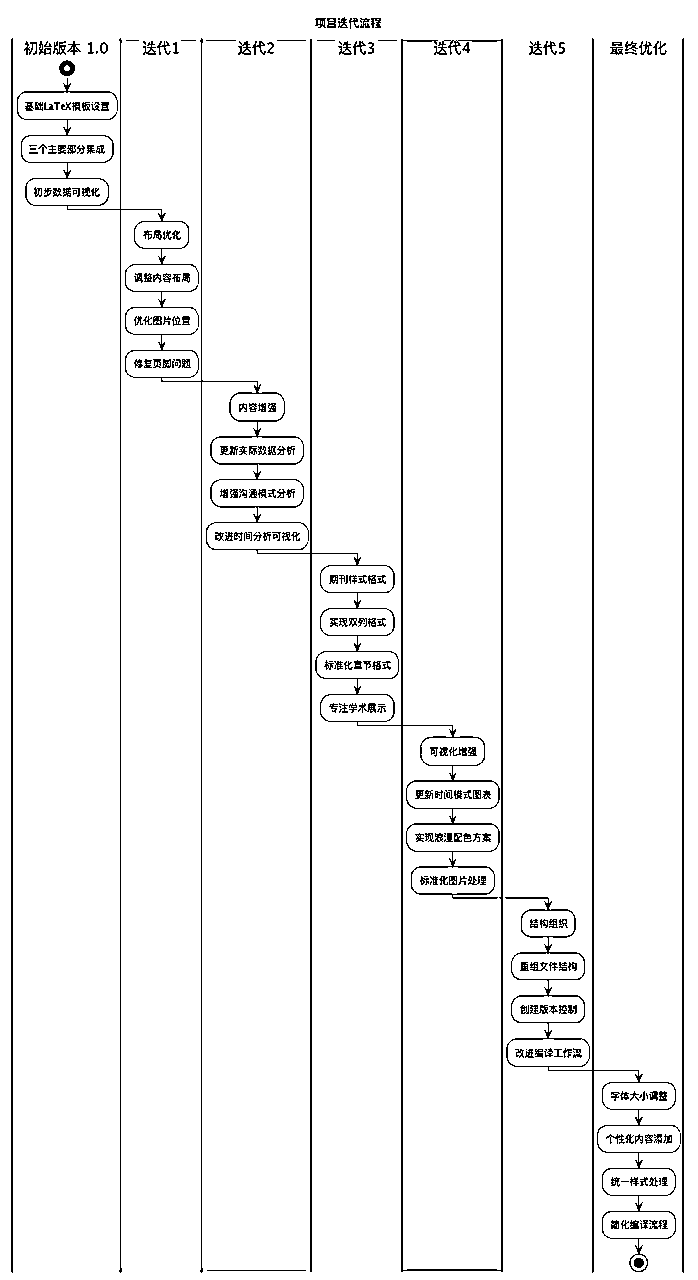 项目迭代流程
初始版本 1.0
迭代1
迭代2
迭代3
迭代4
迭代5
最终优化
基础LaTeX模板设置
三个主要部分集成
初步数据可视化
布局优化
调整内容布局
优化图片位置
修复页脚问题
内容增强
更新实际数据分析
增强沟通模式分析
改进时间分析可视化
期刊样式格式
实现双列格式
标准化章节格式
专注学术展示
可视化增强
更新时间模式图表
实现浪漫配色方案
标准化图片处理
结构组织
重组文件结构
创建版本控制
改进编译工作流
字体大小调整
个性化内容添加
统一样式处理
简化编译流程